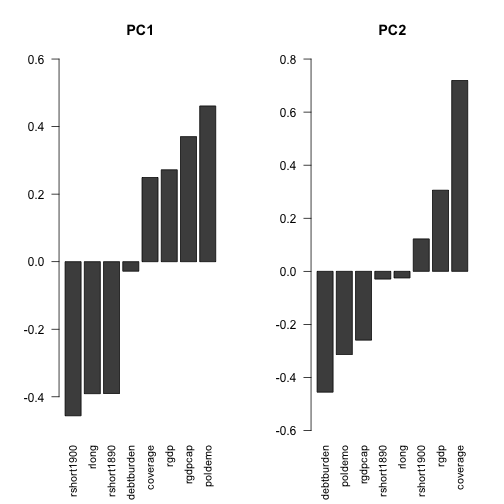 PC1
0.6
0.4
0.2
0.0
-0.2
-0.4
rshort1900
rlong
rshort1890
debtburden
coverage
rgdp
rgdpcap
poldemo
PC2
0.8
0.6
0.4
0.2
0.0
-0.2
-0.4
-0.6
debtburden
poldemo
rgdpcap
rshort1890
rlong
rshort1900
rgdp
coverage